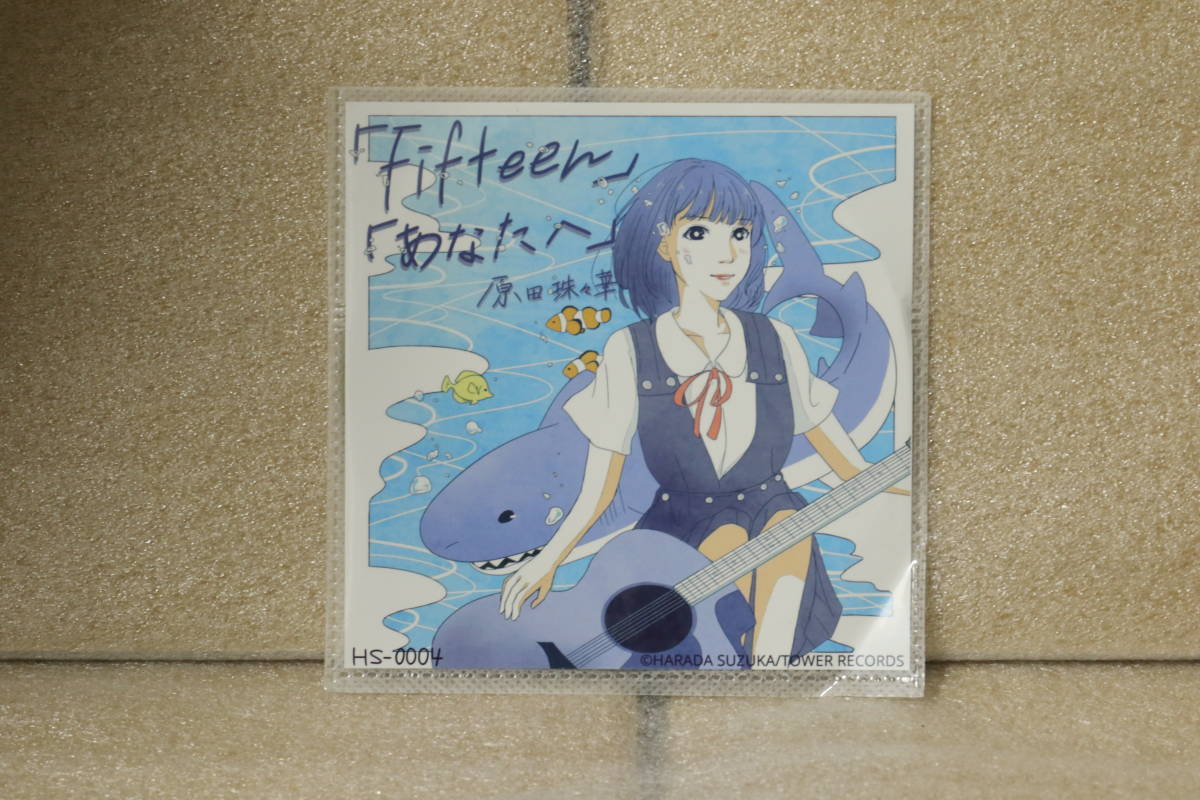 「Fifteen」
「あなたへ」
原田珠々華
HS-0004
©HARADA SUZUKA/TOWER RECORDS